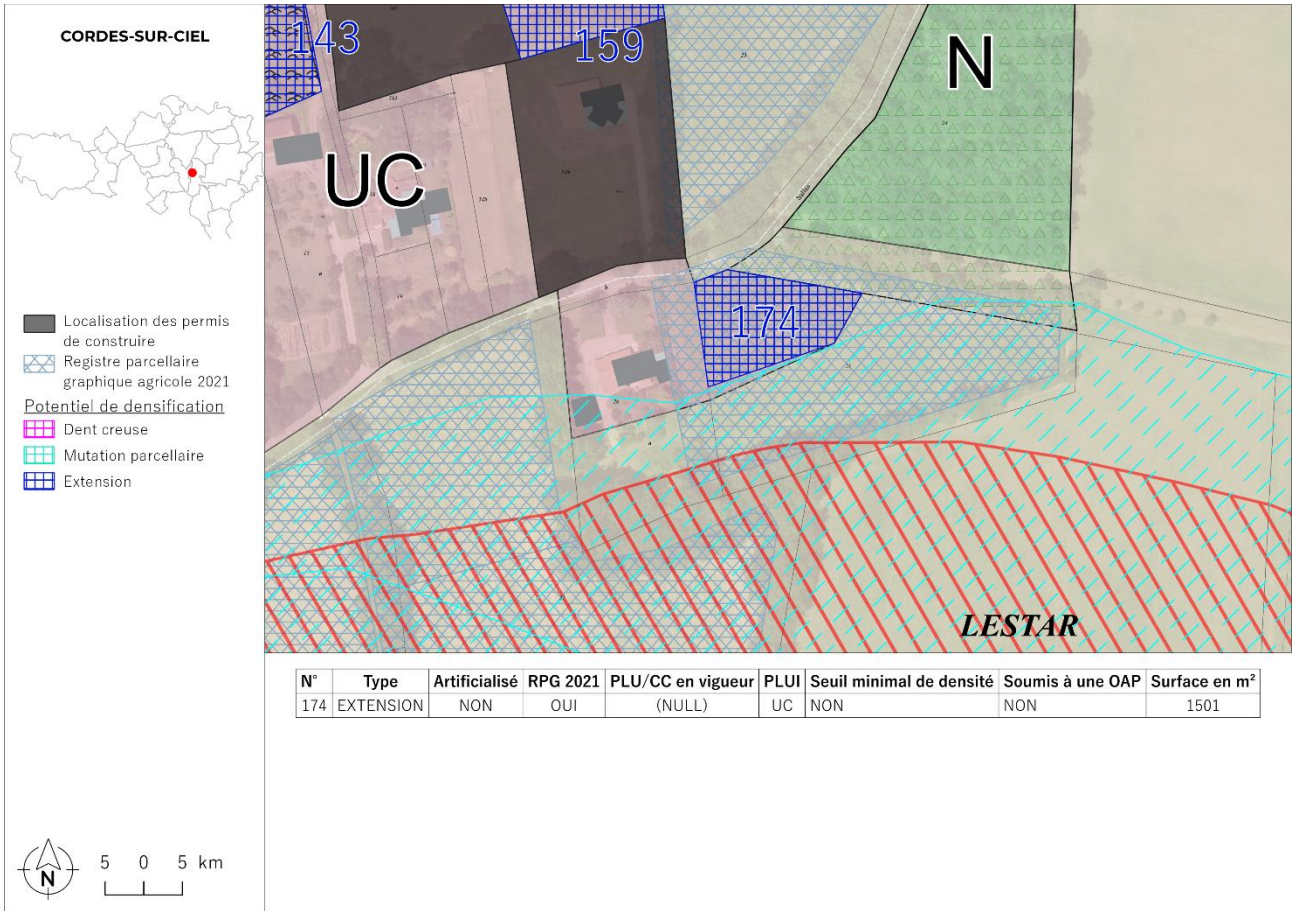 CORDES-SUR-CIEL
Localisation des permis
de construire
Registre parcellaire
graphique agricole 2021
Potentiel de densification
Dent creuse
Mutation parcellaire
Extension
N
5 0 5 km
143
159
N
UC
174
LESTAR
N° Type Artificialisé RPG 2021 PLU/CC en vigueur PLUI Seuil minimal de densité Soumis à une OAP Surface en m²
174 EXTENSION NON OUI (NULL) UC NON NON 1501